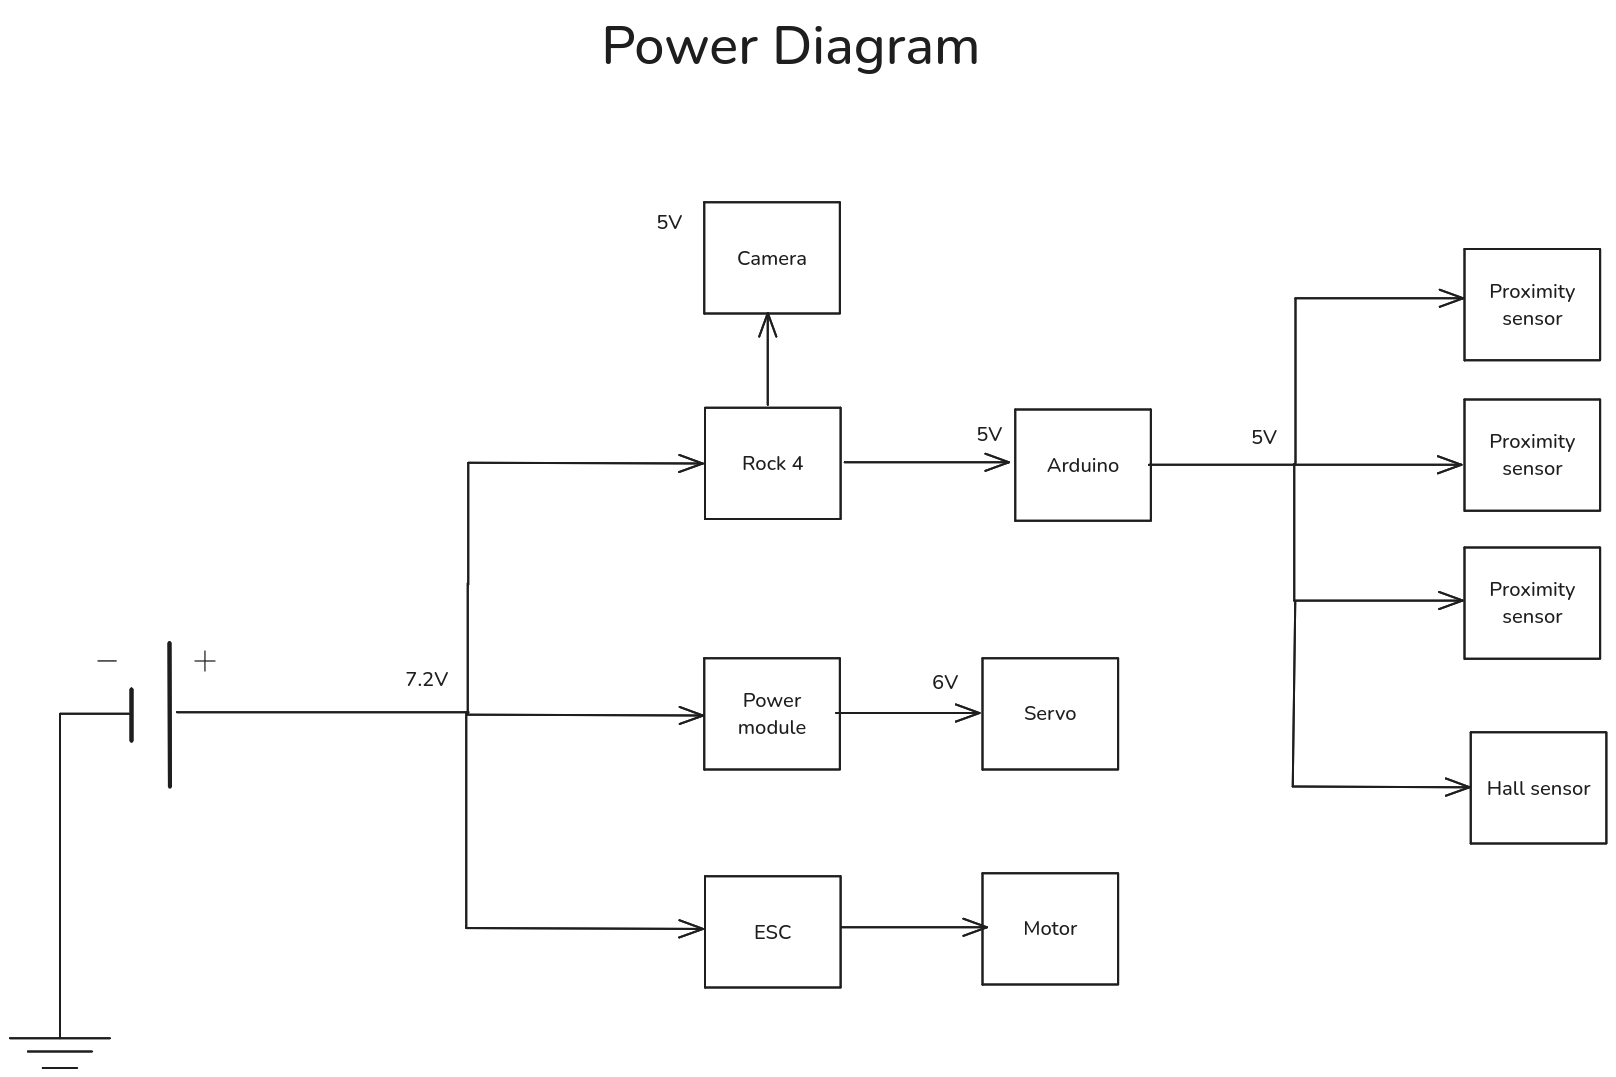 Power Diagram
5V
Camera
Proximity
sensor
Rock 4
5V
Arduino
5V
Proximity
sensor
Proximity
sensor
− +
7.2V
Power
module
6V
Servo
Hall sensor
ESC
Motor